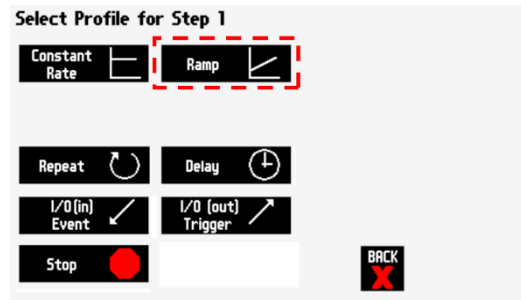 Select Profile for Step 1
Constant
Rate
Ramp
Repeat
Delay
I/O(in)
Event
I/O (out)
Trigger
Stop
BACK
X